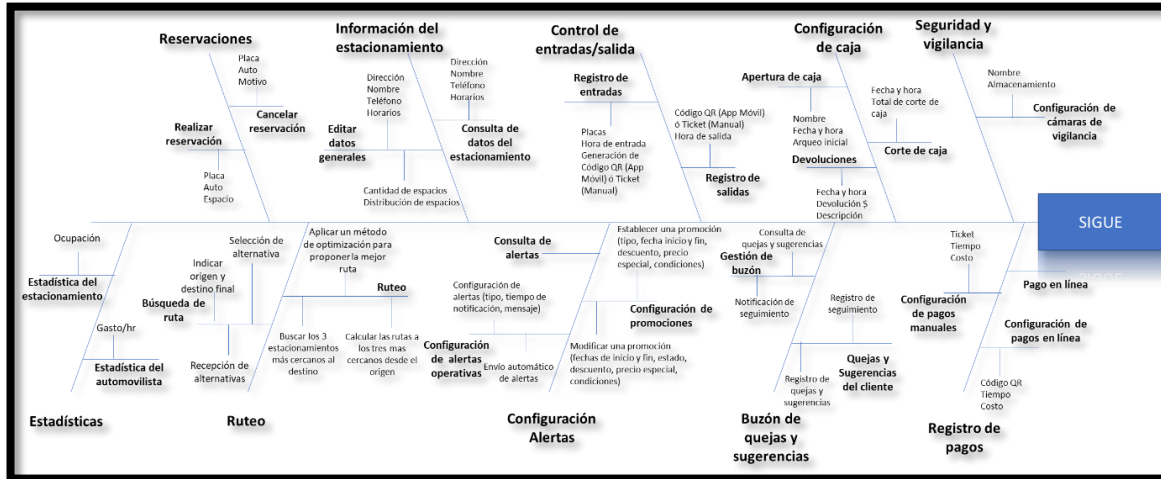 Reservaciones
Placa
Auto
Motivo
Cancelar
reservación
Realizar
reservación
Placa
Auto
Espacio
Información del
estacionamiento
Dirección
Nombre
Teléfono
Horarios
Editar
datos
generales
Dirección
Nombre
Teléfono
Horarios
Consulta de
datos del
estacionamiento
Cantidad de espacios
Distribución de espacios
Control de
entradas/salida
Registro de
entradas
Placas
Hora de entrada
Generación de
Código QR (App
Móvil) ó Ticket
(Manual)
Código QR (App Móvil)
ó Ticket (Manual)
Hora de salida
Registro de
salidas
Configuración
de caja
Apertura de caja
Nombre
Fecha y hora
Arqueo inicial
Devoluciones
Fecha y hora
Devolución $
Descripción
Fecha y hora
Total de corte de
caja
Corte de caja
Seguridad y
vigilancia
Nombre
Almacenamiento
Configuración de
cámaras de
vigilancia
SIGUE
Ocupación
Estadística del
estacionamiento
Gasto/hr
Estadística del
automovilista
Estadísticas
Selección de
alternativa
Indicar
origen y
destino final
Búsqueda de
ruta
Recepción de
alternativas
Aplicar un método
de optimización para
proponer la mejor
ruta
Ruteo
Buscar los 3
estacionamientos
más cercanos al
destino
Calcular las rutas a
los tres mas
cercanos desde el
origen
Ruteo
Consulta de
alertas
Configuración de
alertas (tipo, tiempo de
notificación, mensaje)
Configuración
de alertas
operativas
Envío automático
de alertas
Establecer una promoción
(tipo, fecha inicio y fin,
descuento, precio
especial, condiciones)
Configuración de
promociones
Modificar una promoción
(fechas de inicio y fin, estado,
descuento, precio especial,
condiciones)
Configuración
Alertas
Consulta de
quejas y sugerencias
Gestión de
buzón
Notificación de
seguimiento
Registro de
seguimiento
Quejas y
Sugerencias
del cliente
Registro de
quejas y
sugerencias
Buzón de
quejas y
sugerencias
Ticket
Tiempo
Costo
Configuración
de pagos
manuales
Pago en línea
Configuración de
pagos en línea
Código QR
Tiempo
Costo
Registro de
pagos